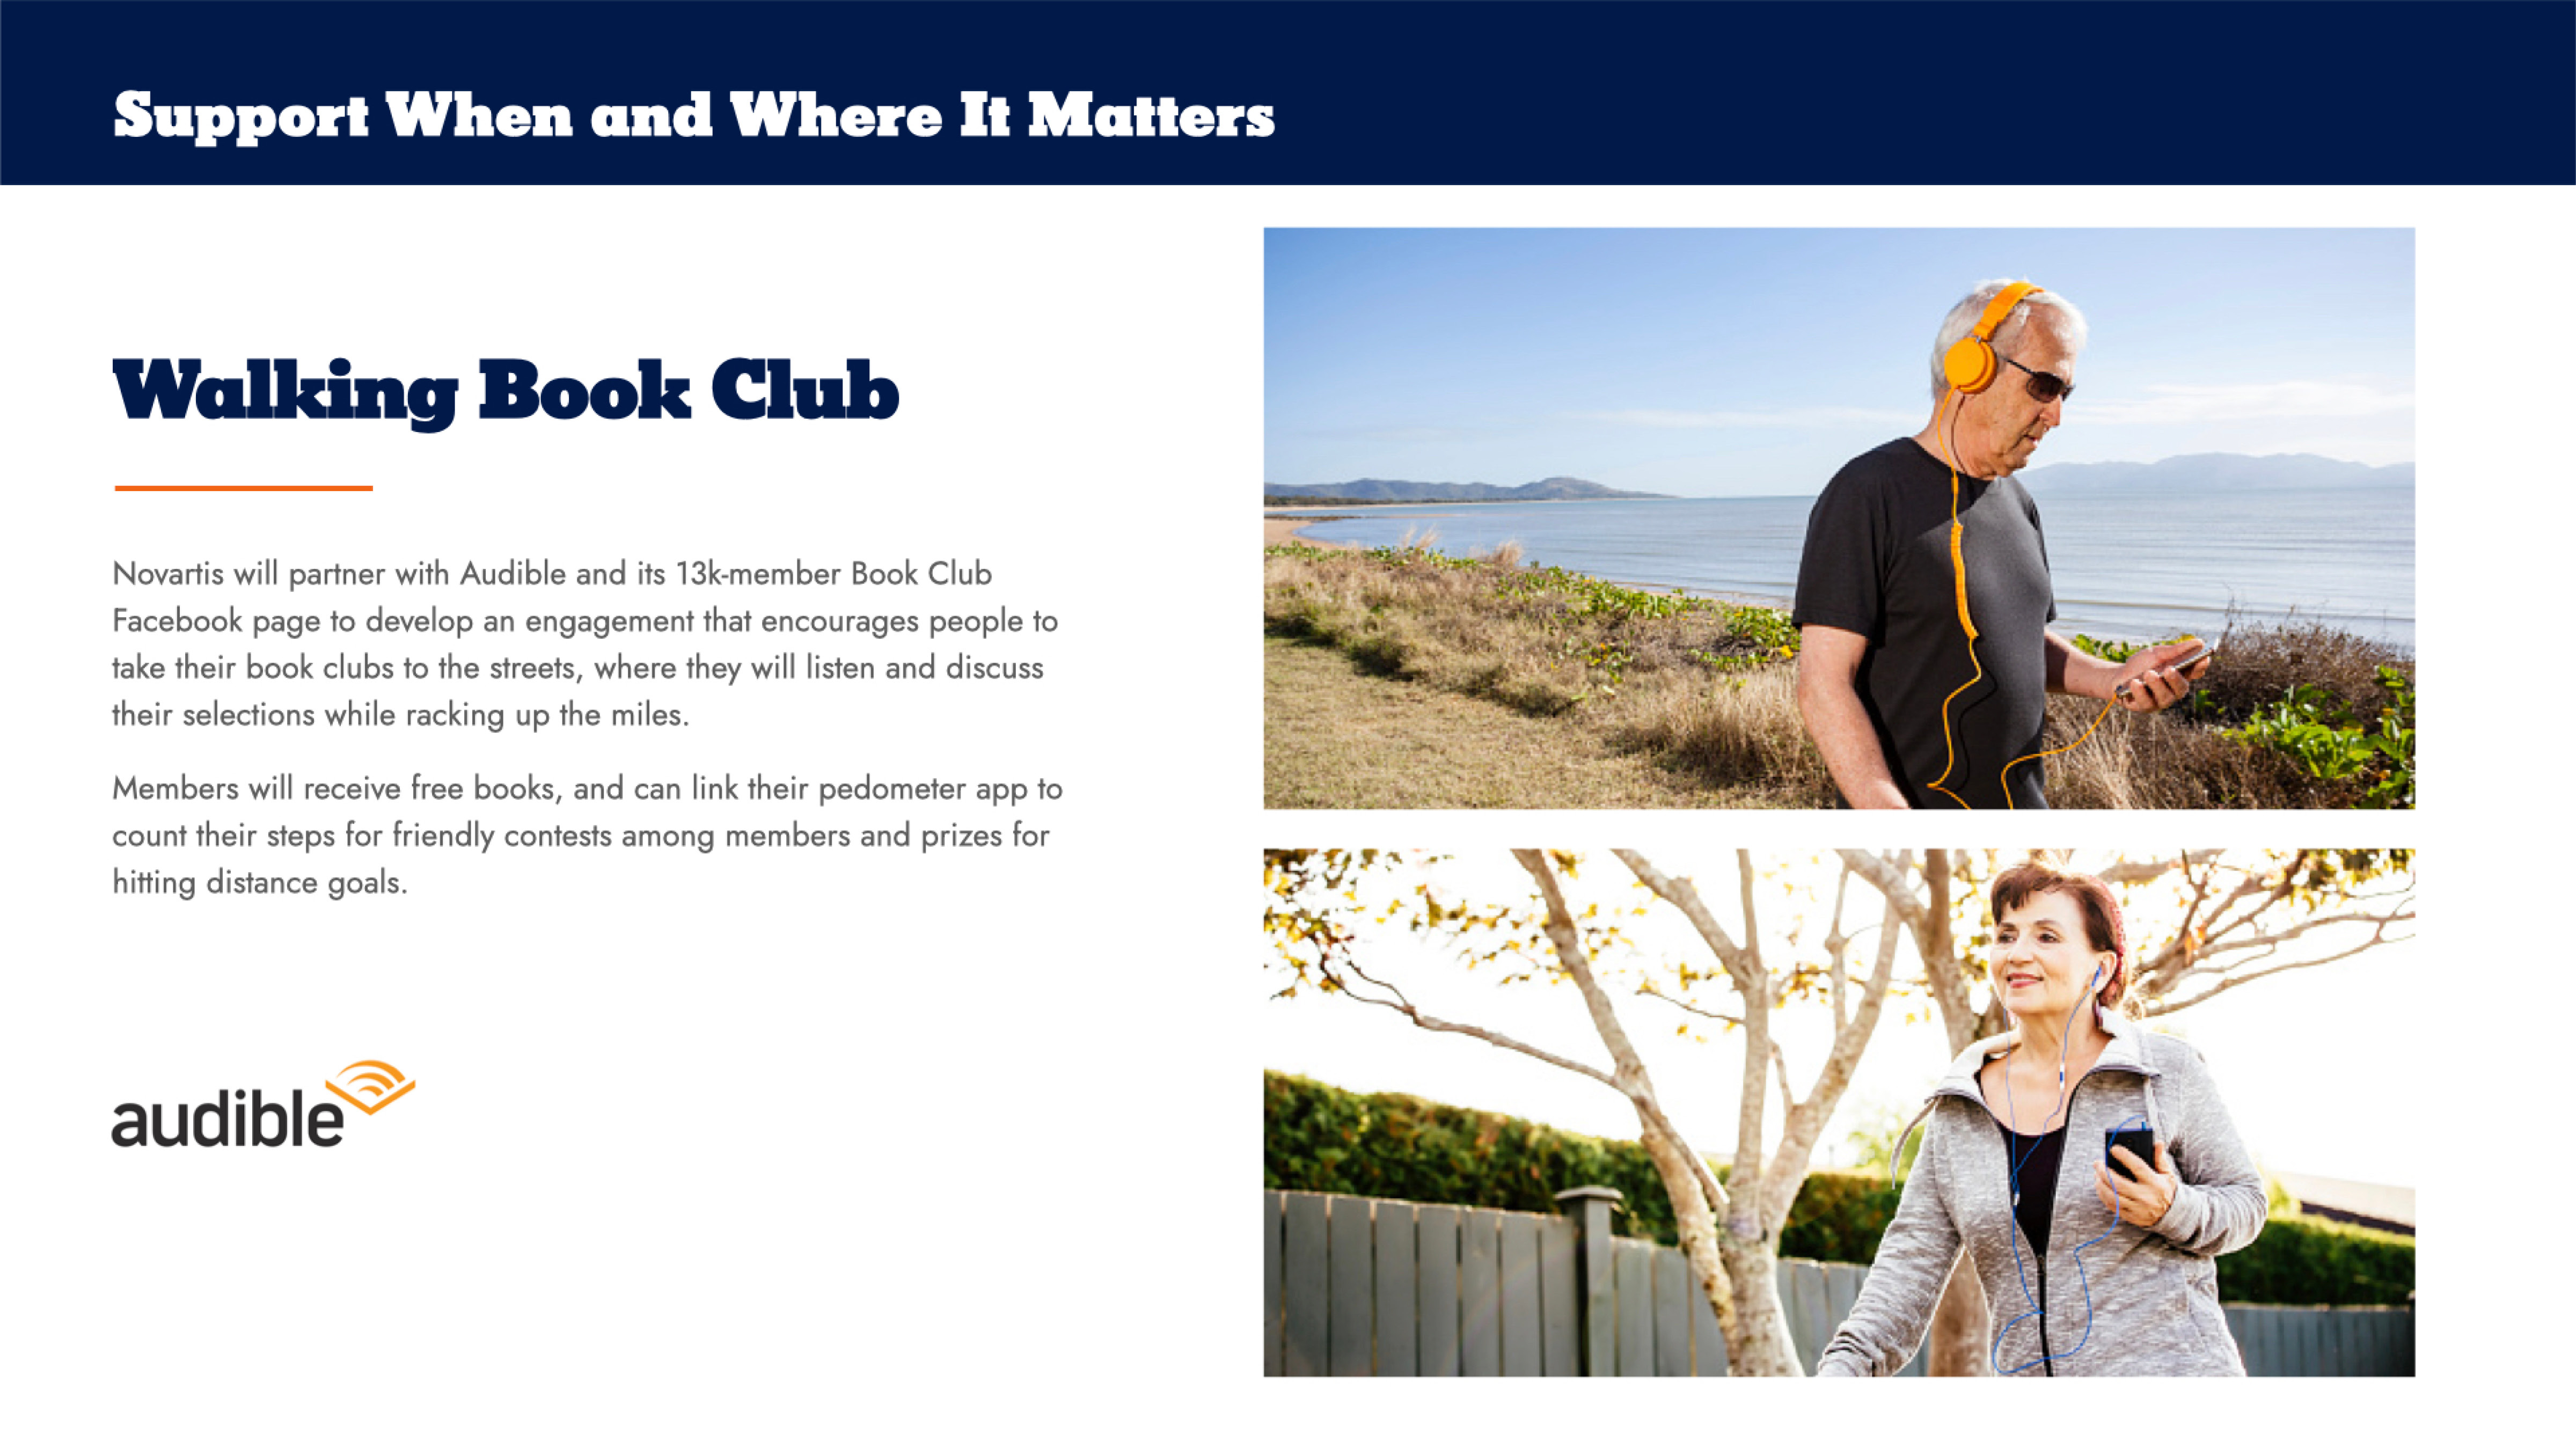 Support When and Where It Matters
Walking Book Club
Novartis will partner with Audible and its 13k-member Book Club
Facebook page to develop an engagement that encourages people to
take their book clubs to the streets, where they will listen and discuss
their selections while racking up the miles.
Members will receive free books, and can link their pedometer app to
count their steps for friendly contests among members and prizes for
hitting distance goals.
audible